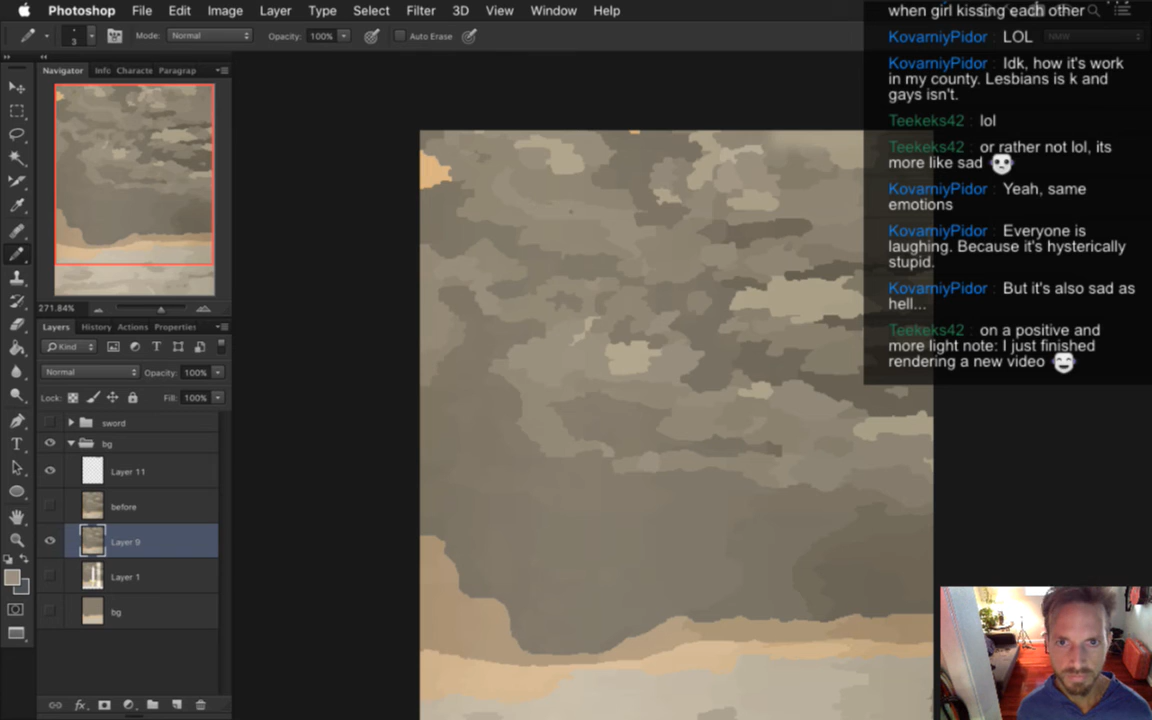 Photoshop File Edit Image Layer Type Select Filter 3D View Window Help
3 Mode: Normal Opacity: 100% Auto Erase
Navigator Info Characte Paragrap
271.84%
Layers History Actions Properties
Kind
Normal Opacity: 100%
Lock: Fill: 100%
sword
bg
Layer 11
before
Layer 9
Layer 1
bg
fx
when girl kissing each other
KovarniyPidor : LOL
KovarniyPidor : Idk, how it's work
in my county. Lesbians is k and
gays isn't.
Teekeks42 : lol
Teekeks42 : or rather not lol, its
more like sad
KovarniyPidor : Yeah, same
emotions
KovarniyPidor : Everyone is
laughing. Because it's hysterically
stupid.
KovarniyPidor : But it's also sad as
hell...
Teekeks42 : on a positive and
more light note: I just finished
rendering a new video